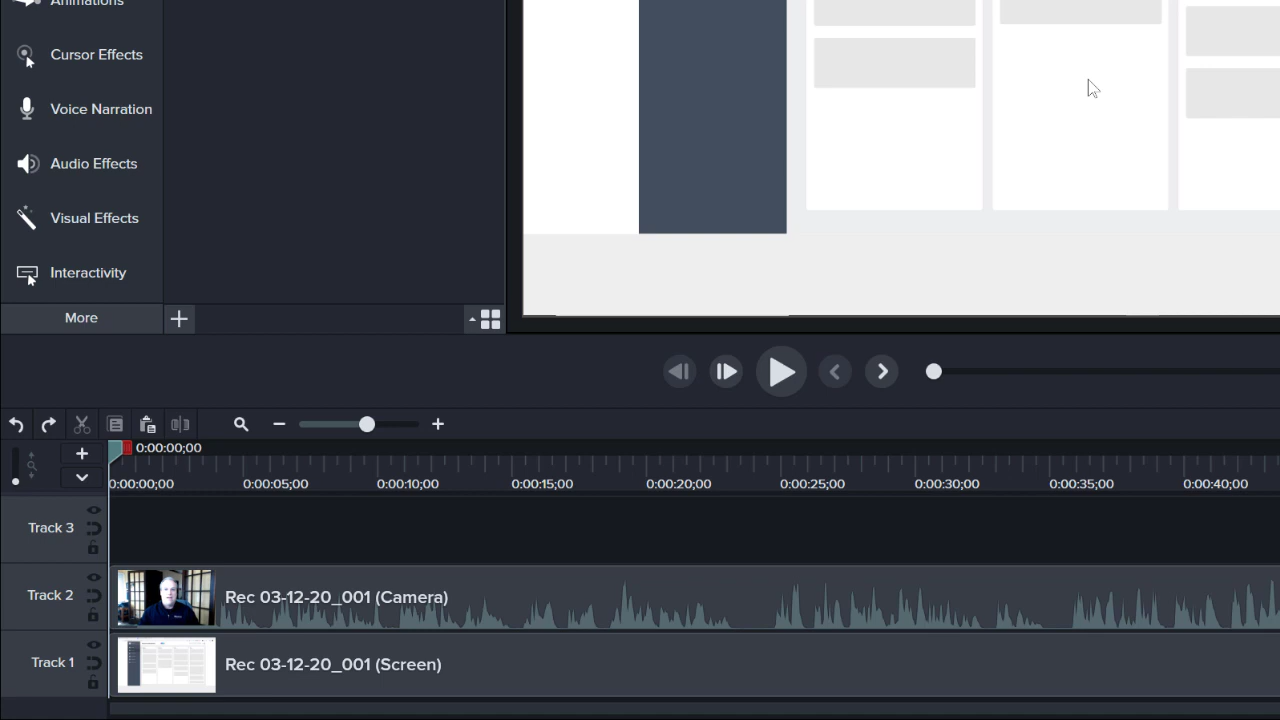 Animations
Cursor Effects
Voice Narration
Audio Effects
Visual Effects
Interactivity
More
0:00:00;00
0:00:00;00 0:00:05;00 0:00:10;00 0:00:15;00 0:00:20;00 0:00:25;00 0:00:30;00 0:00:35;00 0:00:40;00
Track 3
Track 2
Rec 03-12-20_001 (Camera)
Track 1
Rec 03-12-20_001 (Screen)